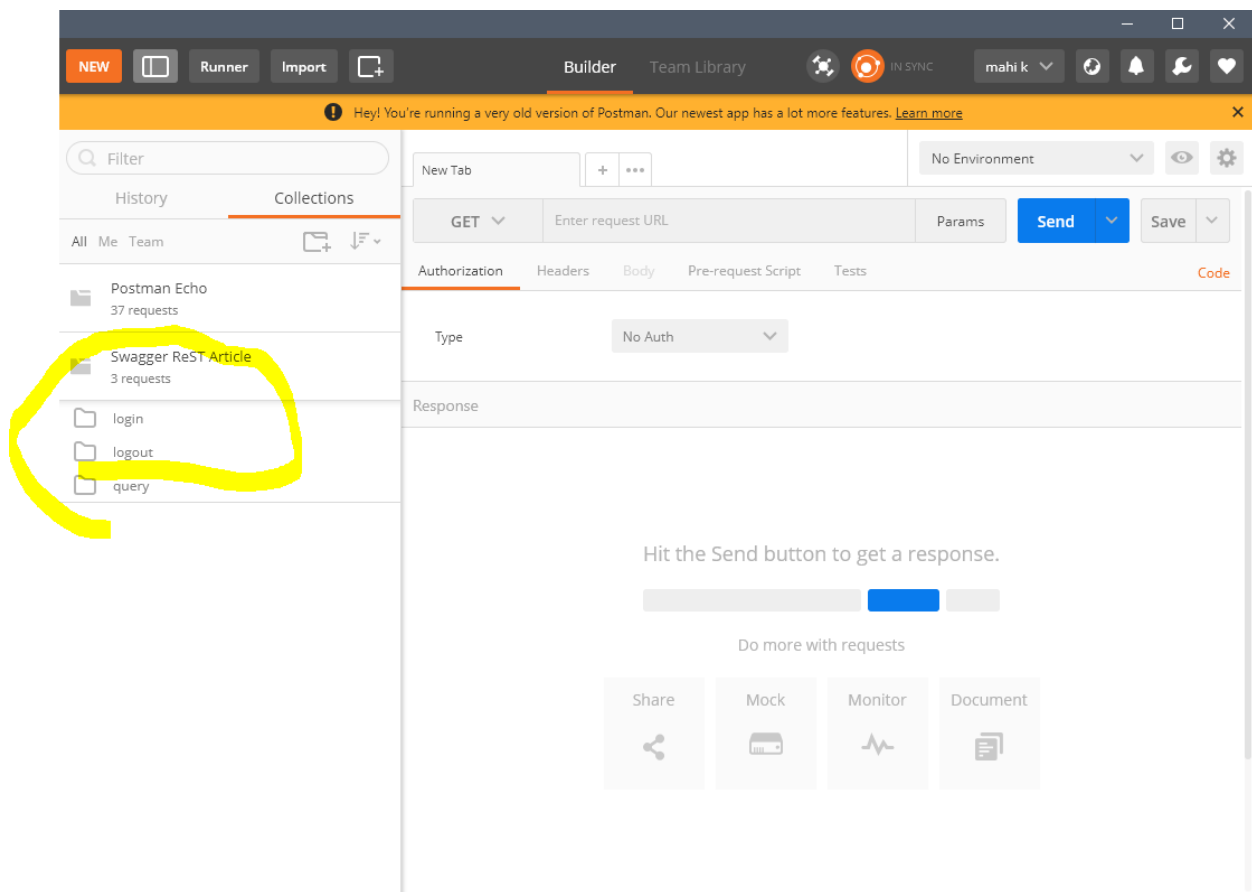 NEW Runner Import Builder Team Library IN SYNC mahi k
Hey! You're running a very old version of Postman. Our newest app has a lot more features. Learn more
Filter
History Collections
All Me Team
Postman Echo
37 requests
Swagger ReST Article
3 requests
login
logout
query
New Tab + ••• No Environment
GET Enter request URL Params Send Save
Authorization Headers Body Pre-request Script Tests Code
Type No Auth
Response
Hit the Send button to get a response.
Do more with requests
Share Mock Monitor Document